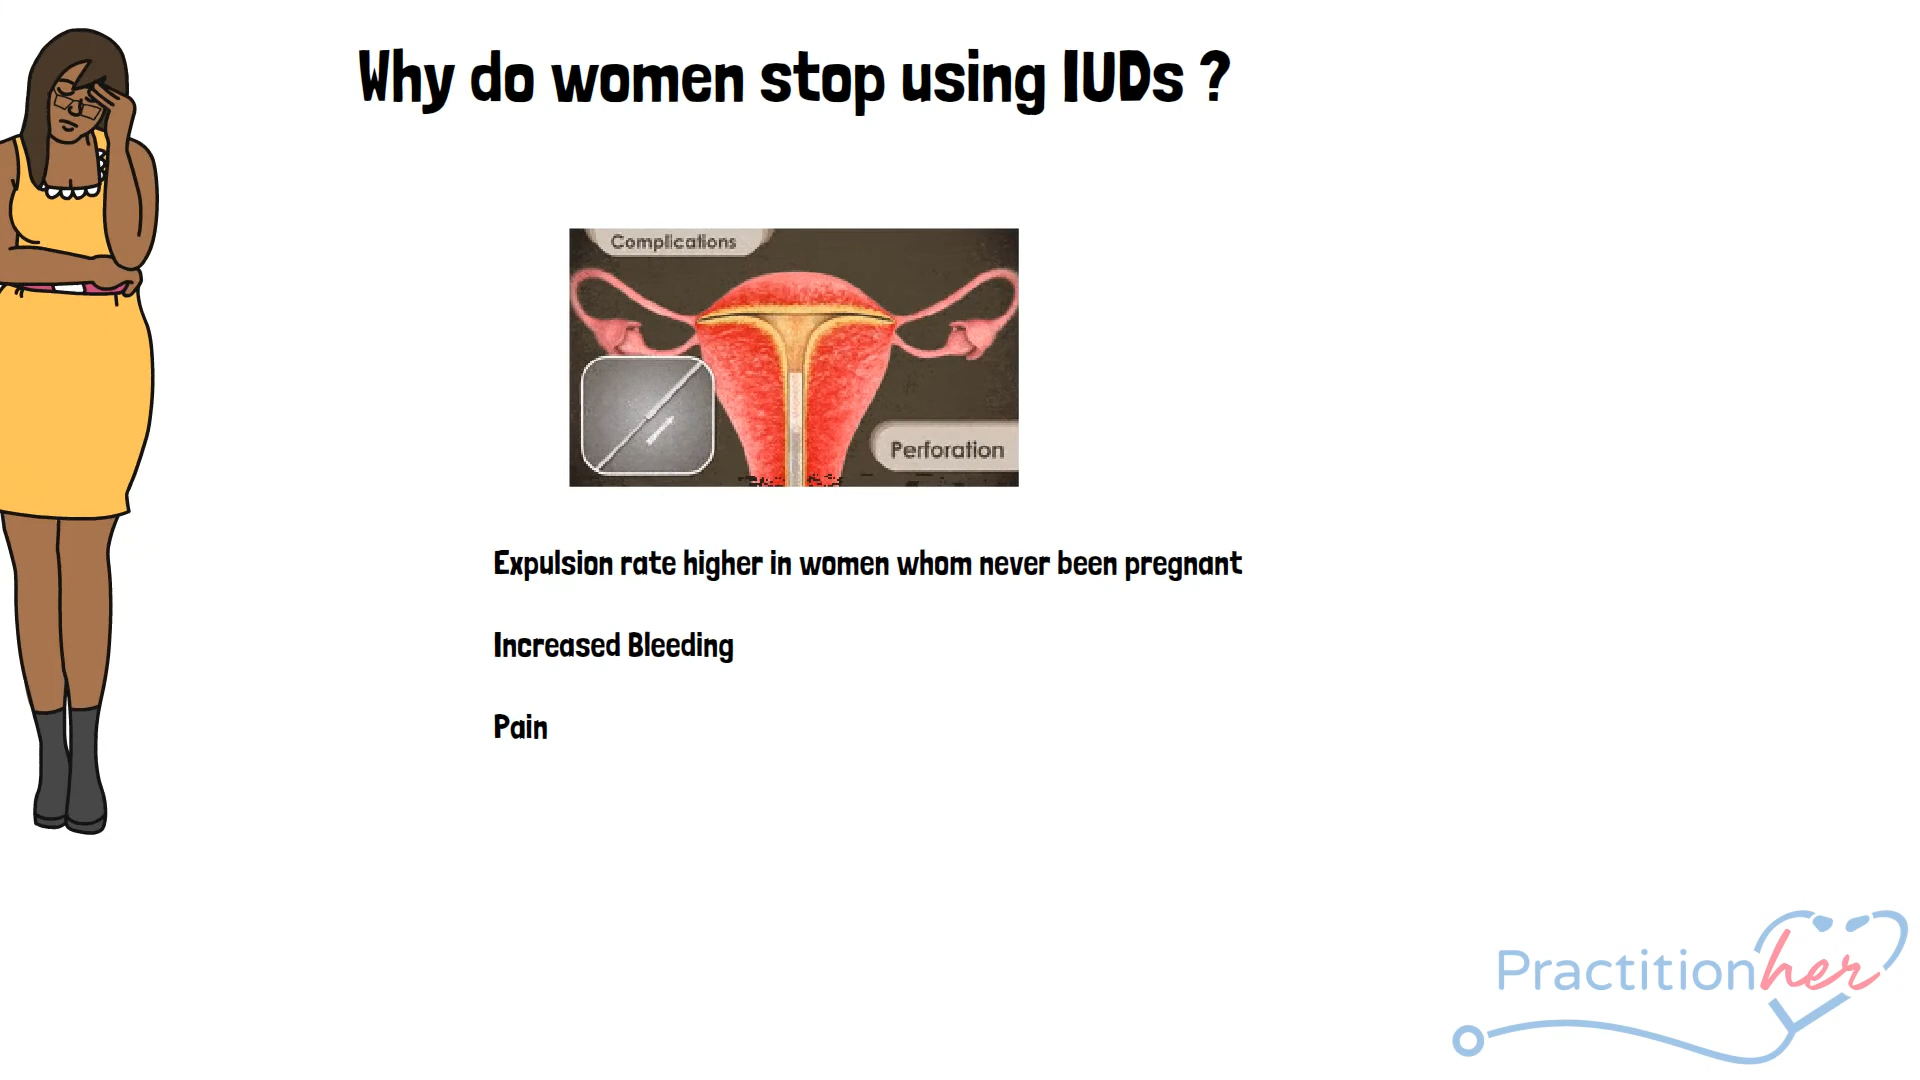 Why do women stop using IUDs ?
Complications
Perforation
Expulsion rate higher in women whom never been pregnant
Increased Bleeding
Pain
Practitionher